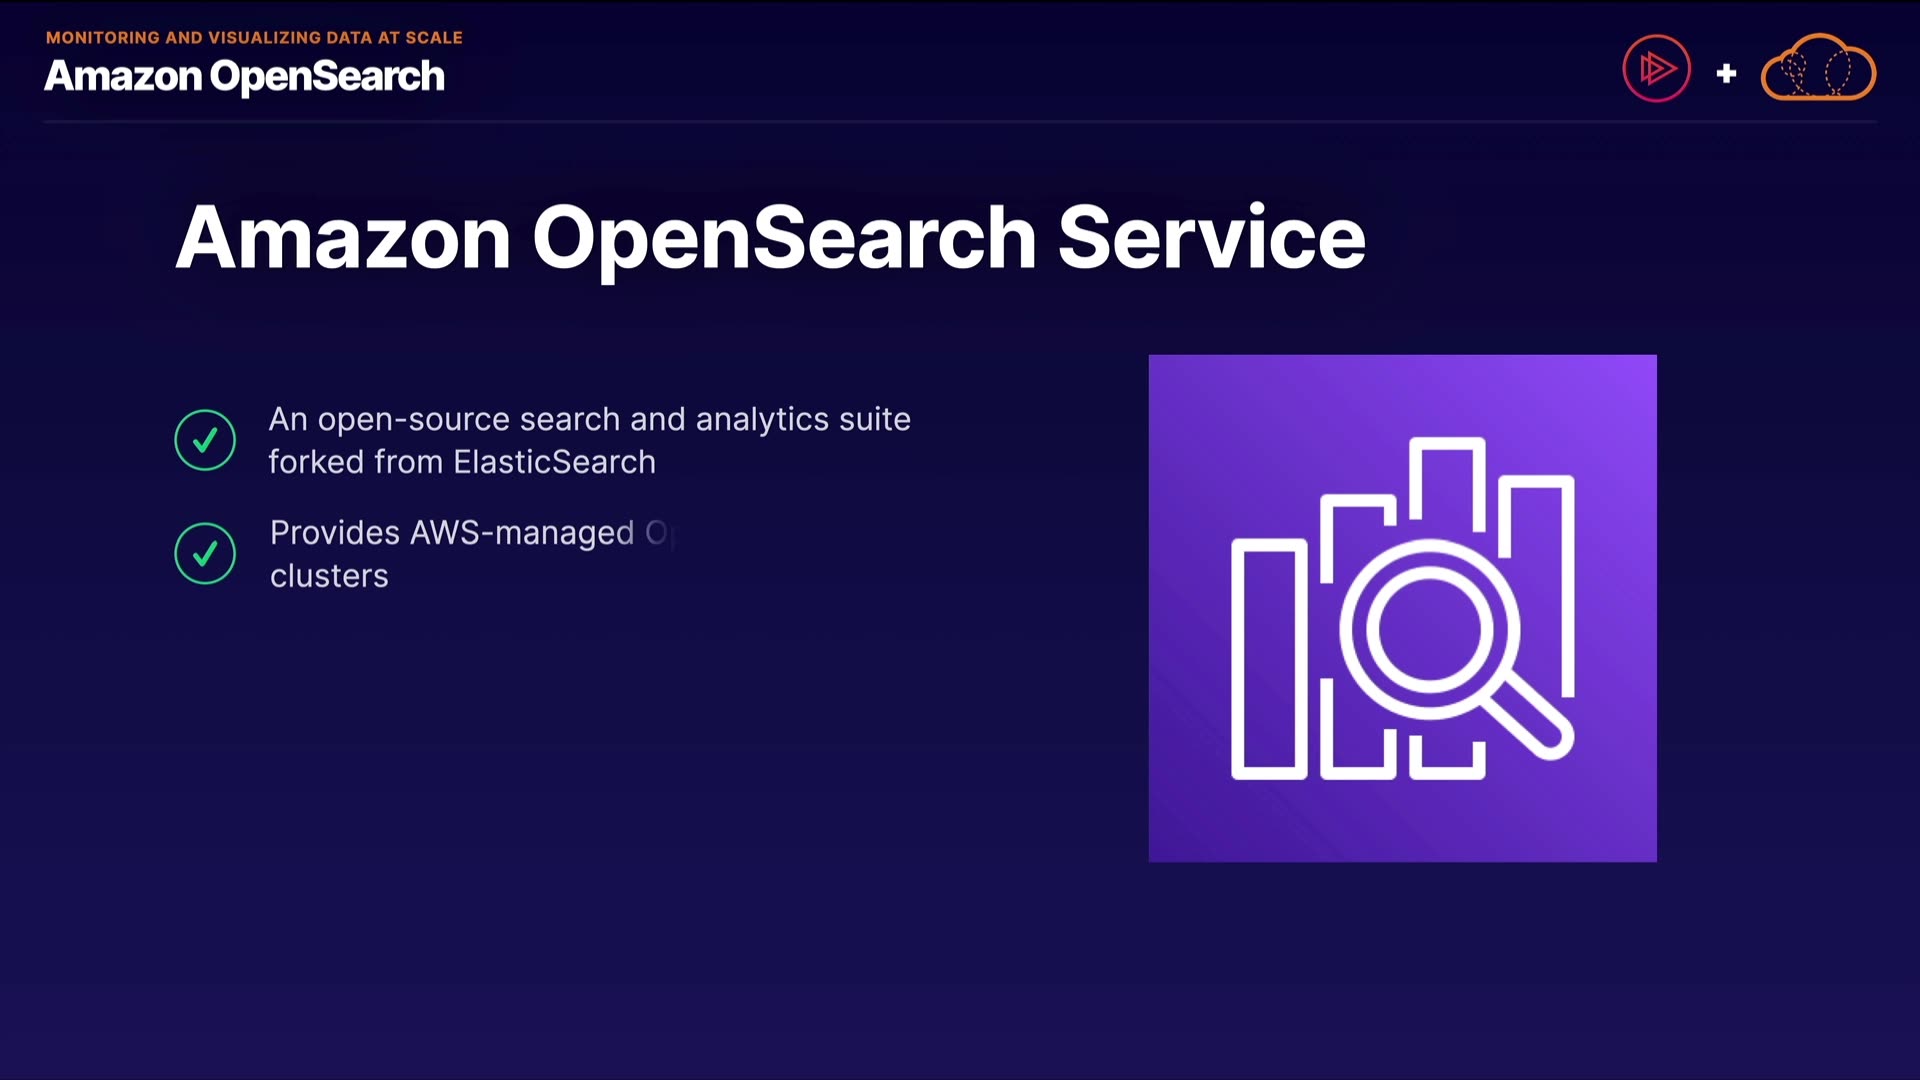 MONITORING AND VISUALIZING DATA AT SCALE
Amazon OpenSearch
Amazon OpenSearch Service
An open-source search and analytics suite
forked from ElasticSearch
Provides AWS-managed
clusters